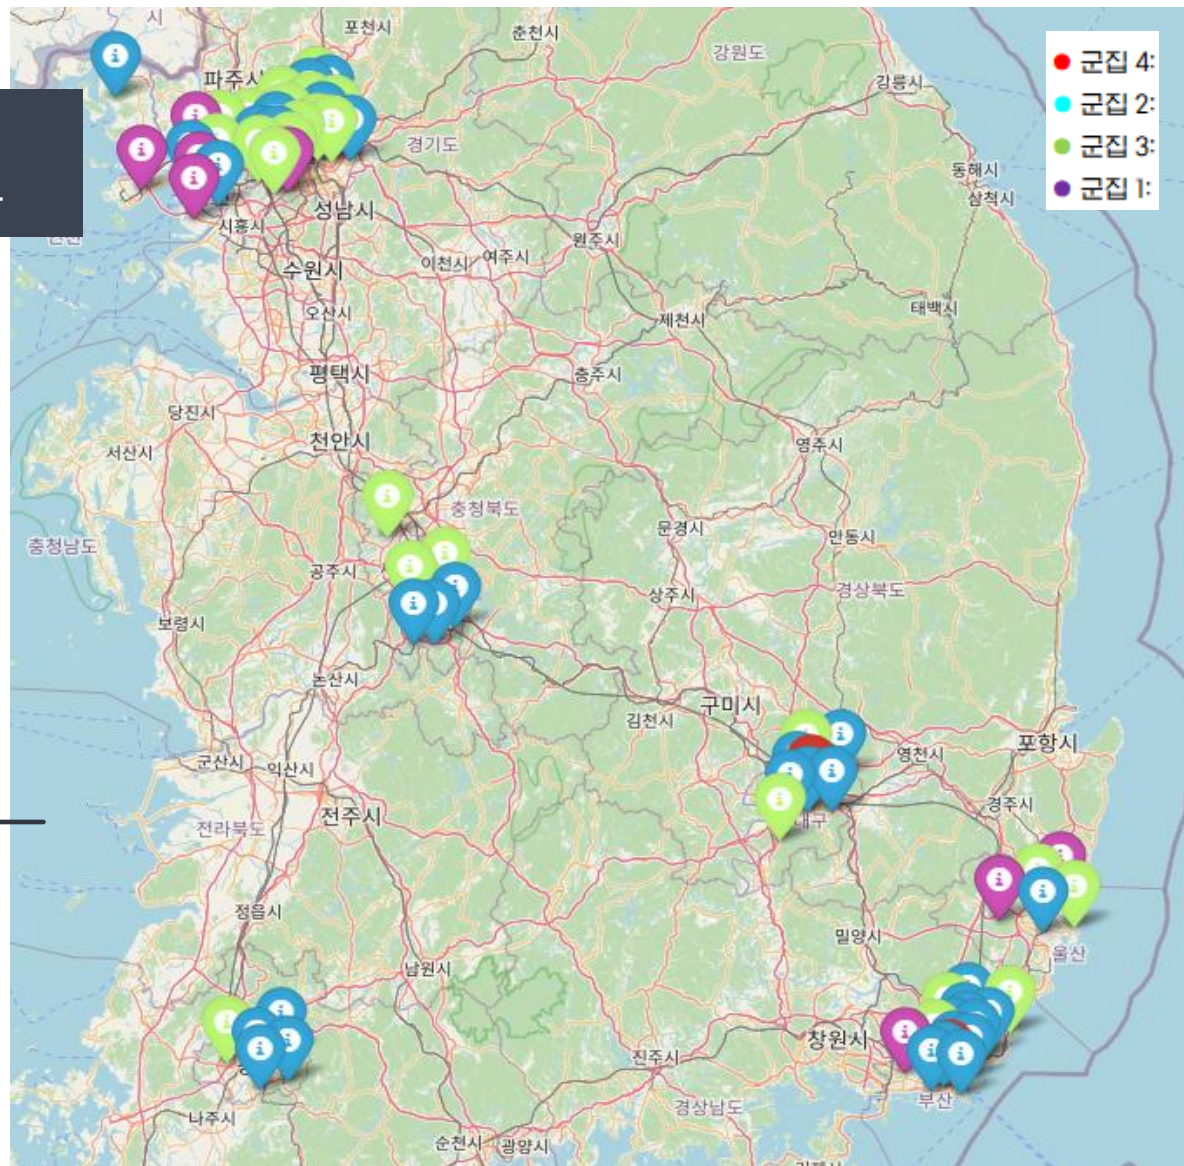 시
포천시
춘천시
강원도
파주시
강릉시
경기도
동해시
삼척시
성남시
시흥시
원주시
이천시
여주시
수원시
오산시
제천시
태백시
평택시
충주시
당진시
천안시
영주시
서산시
충청북도
문경시
안동시
충청남도
공주시
상주시
경상북도
보령시
논산시
구미시
김천시
포항시
영천시
군산시
익산시
경주시
전주시
대구
전라북도
정읍시
밀양시
울산
남원시
창원시
진주시
부산
경상남도
나주시
순천시
광양시
군집 4:
군집 2:
군집 3:
군집 1: